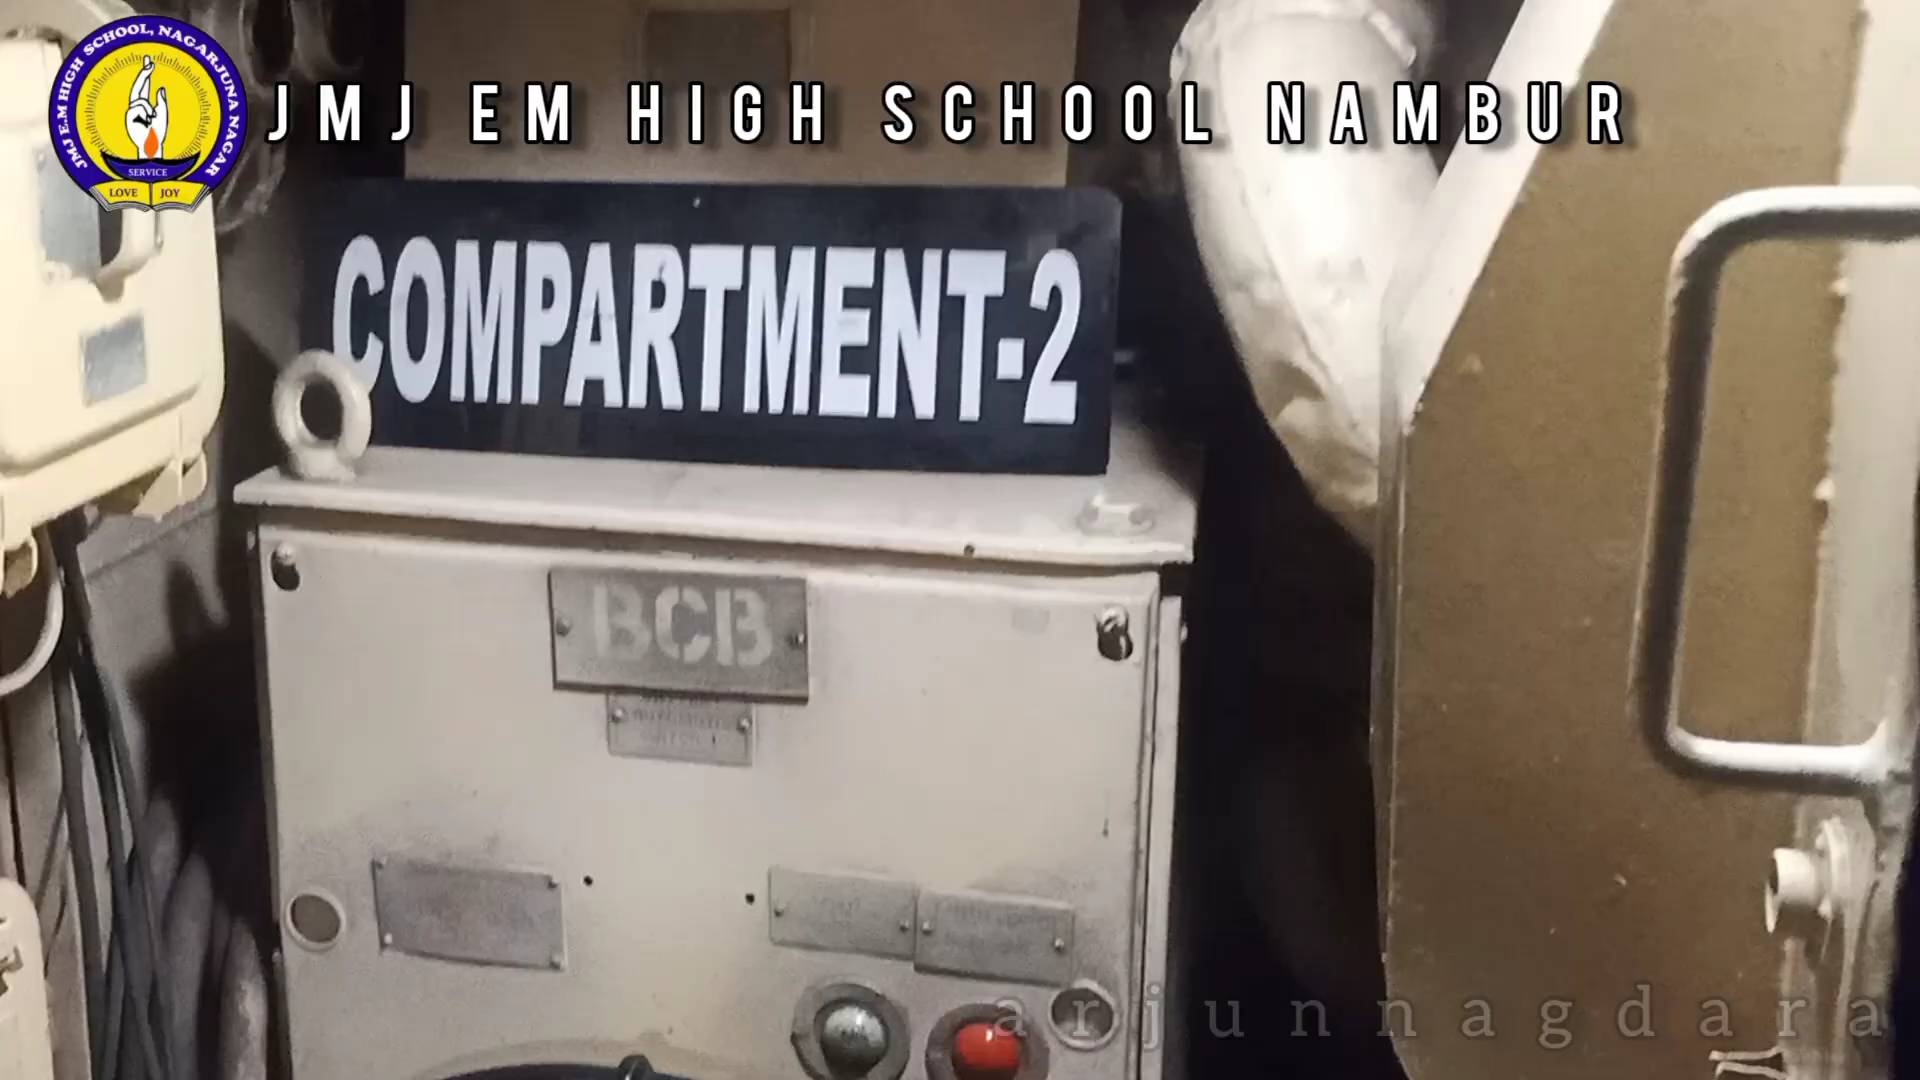 JMJ E.M HIGH SCHOOL, NAGARJUNA NAGAR
SERVICE
LOVE JOY
JMJ EM HIGH SCHOOL NAMBUR
COMPARTMENT-2
BCB
arjunnagdara